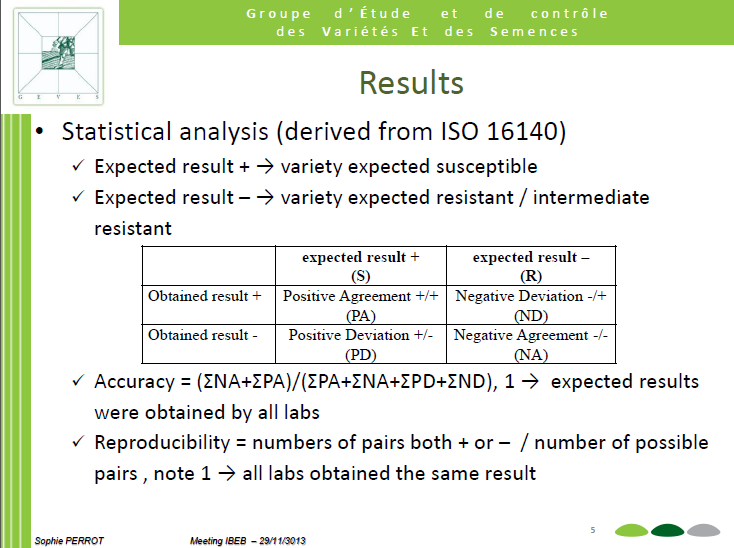 Groupe d'Étude et de contrôle
des Variétés Et des Semences
G E V E S
Results
• Statistical analysis (derived from ISO 16140)
✓ Expected result + → variety expected susceptible
✓ Expected result – → variety expected resistant / intermediate
resistant
expected result +
(S)
expected result –
(R)
Obtained result +
Positive Agreement +/+
(PA)
Negative Deviation -/+
(ND)
Obtained result -
Positive Deviation +/-
(PD)
Negative Agreement -/-
(NA)
✓ Accuracy = (ΣNA+ΣPA)/(ΣPA+ΣNA+ΣPD+ΣND), 1 → expected results
were obtained by all labs
✓ Reproducibility = numbers of pairs both + or – / number of possible
pairs , note 1 → all labs obtained the same result
5
Sophie PERROT
Meeting IBEB – 29/11/3013